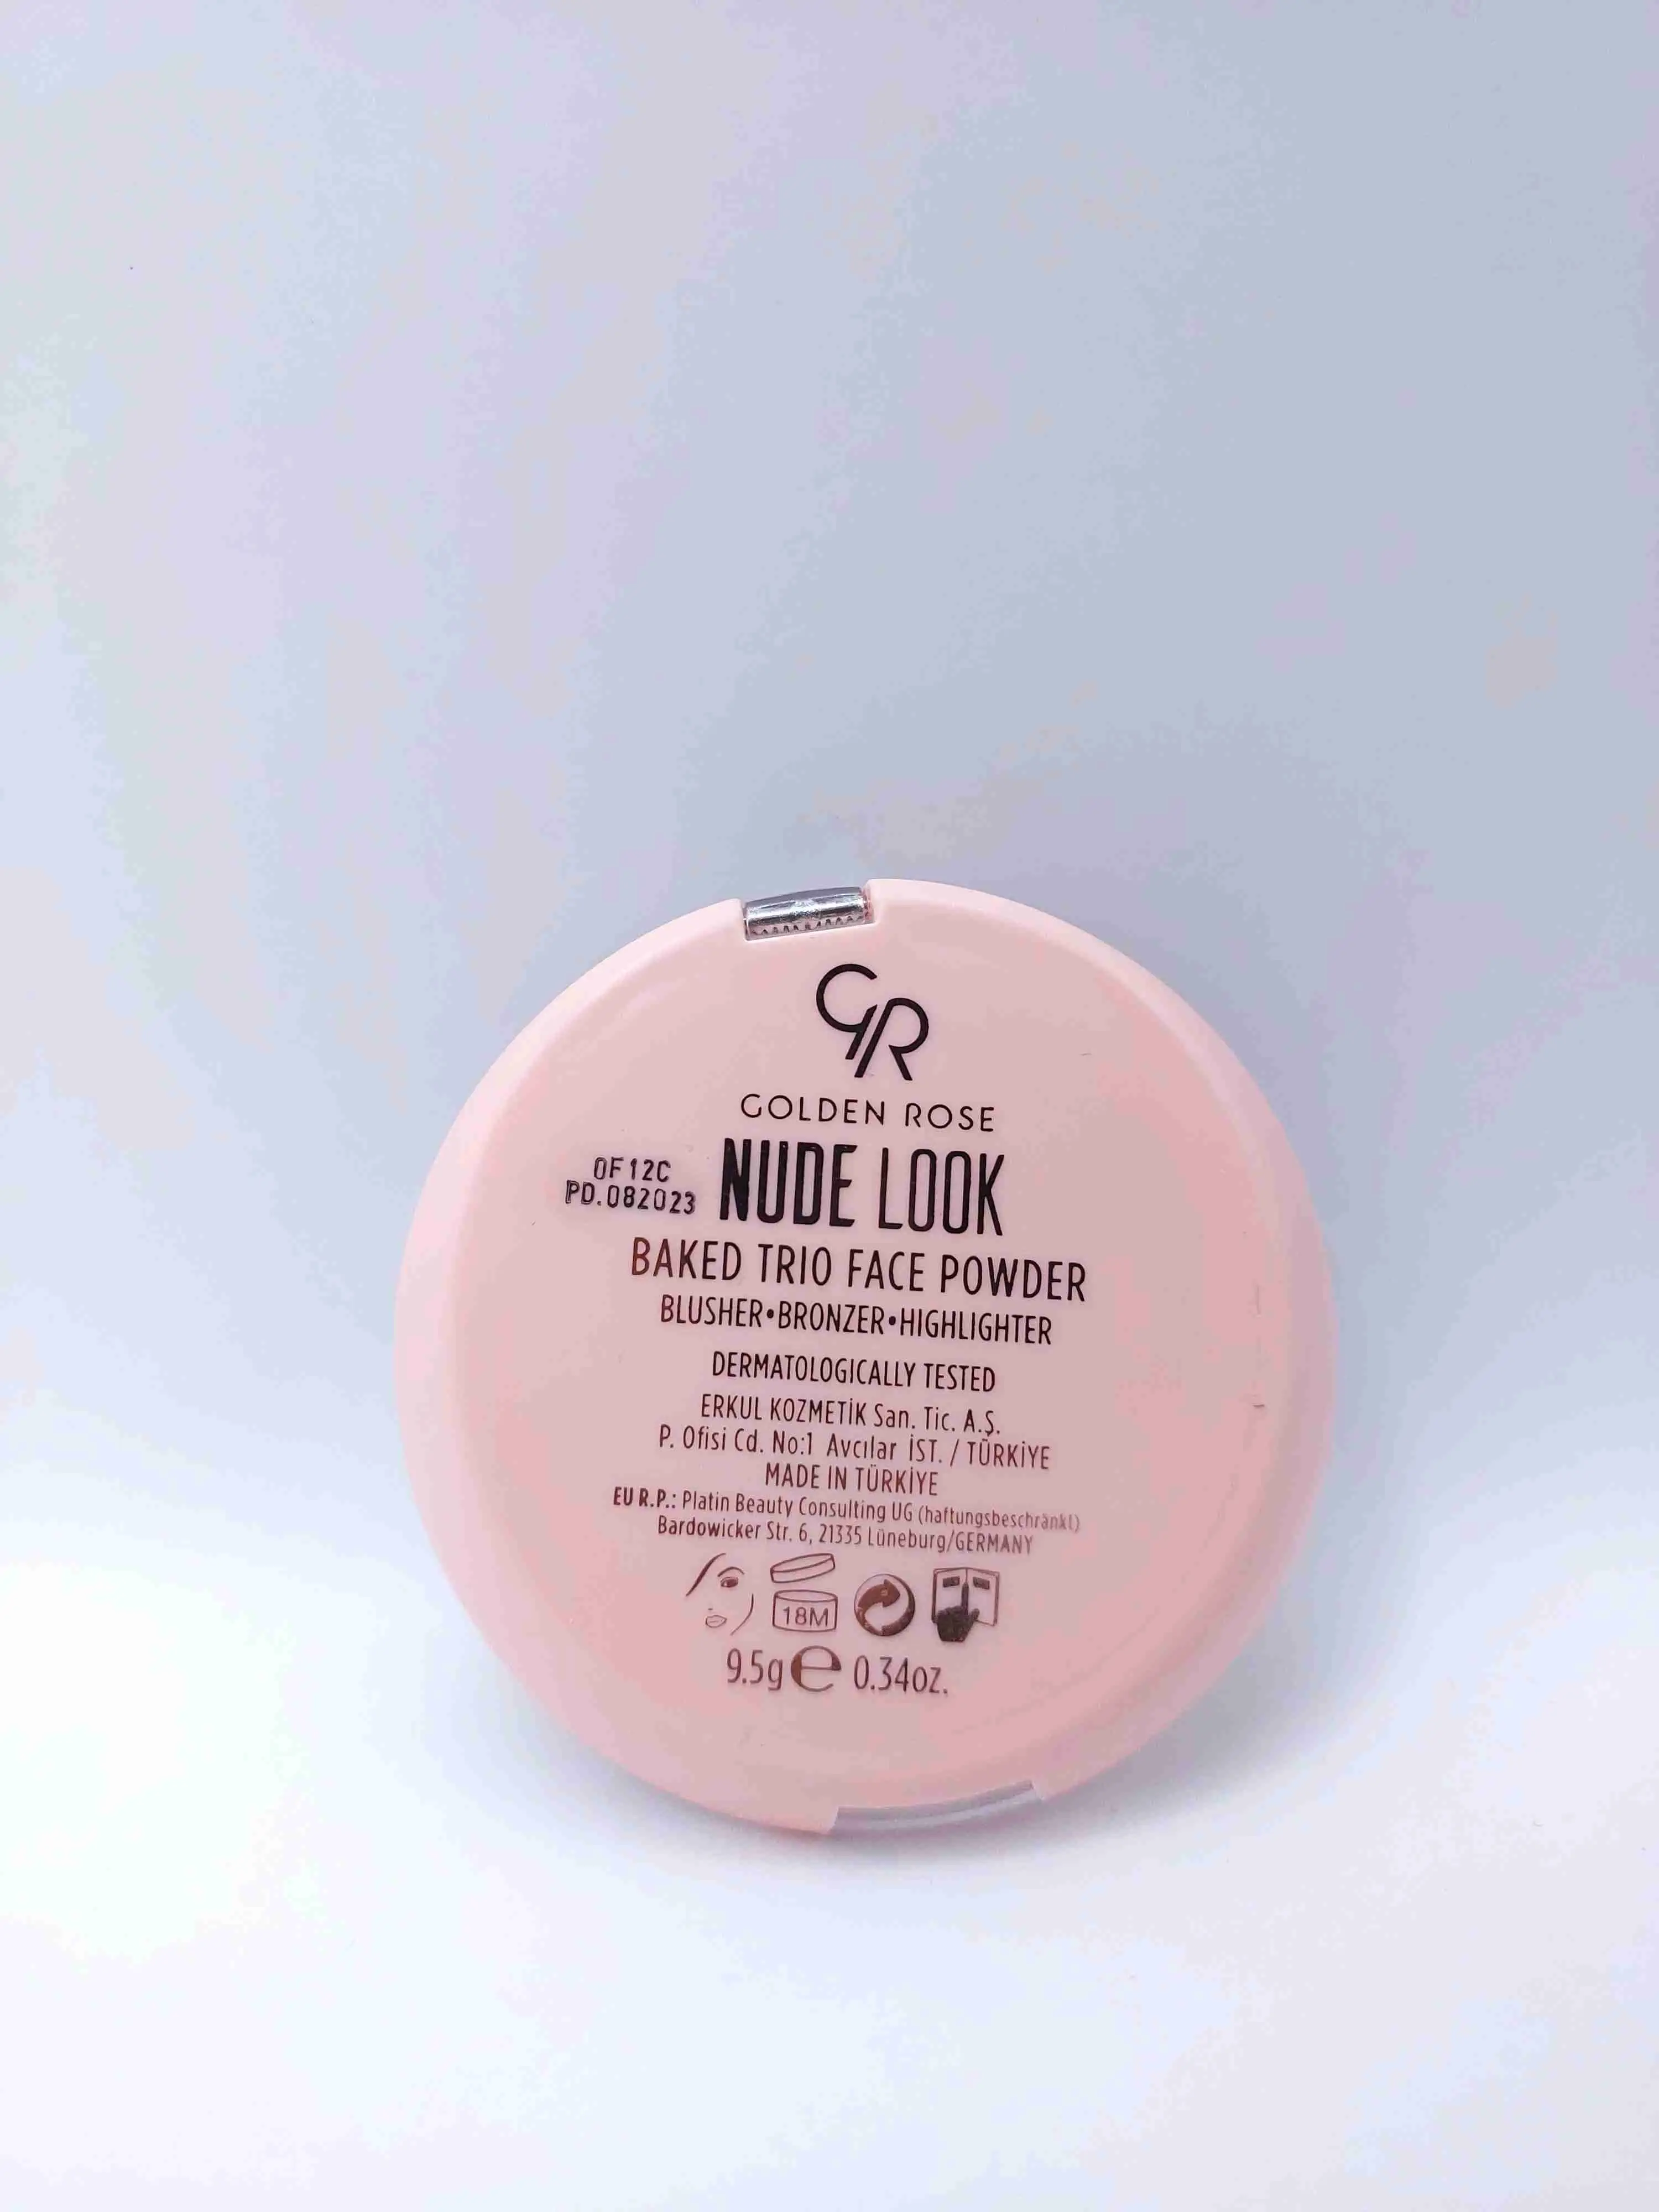 GR
GOLDEN ROSE
0F12C
PD.082023
NUDE LOOK
BAKED TRIO FACE POWDER
BLUSHER•BRONZER•HIGHLIGHTER
DERMATOLOGICALLY TESTED
ERKUL KOZMETİK San. Tic. A.Ş.
P. Ofisi Cd. No:1 Avcılar İST. / TÜRKİYE
MADE IN TÜRKİYE
EU R.P.: Platin Beauty Consulting UG (haftungsbeschränkt)
Bardowicker Str. 6, 21335 Lüneburg/GERMANY
18M
9.5g e 0.34oz.